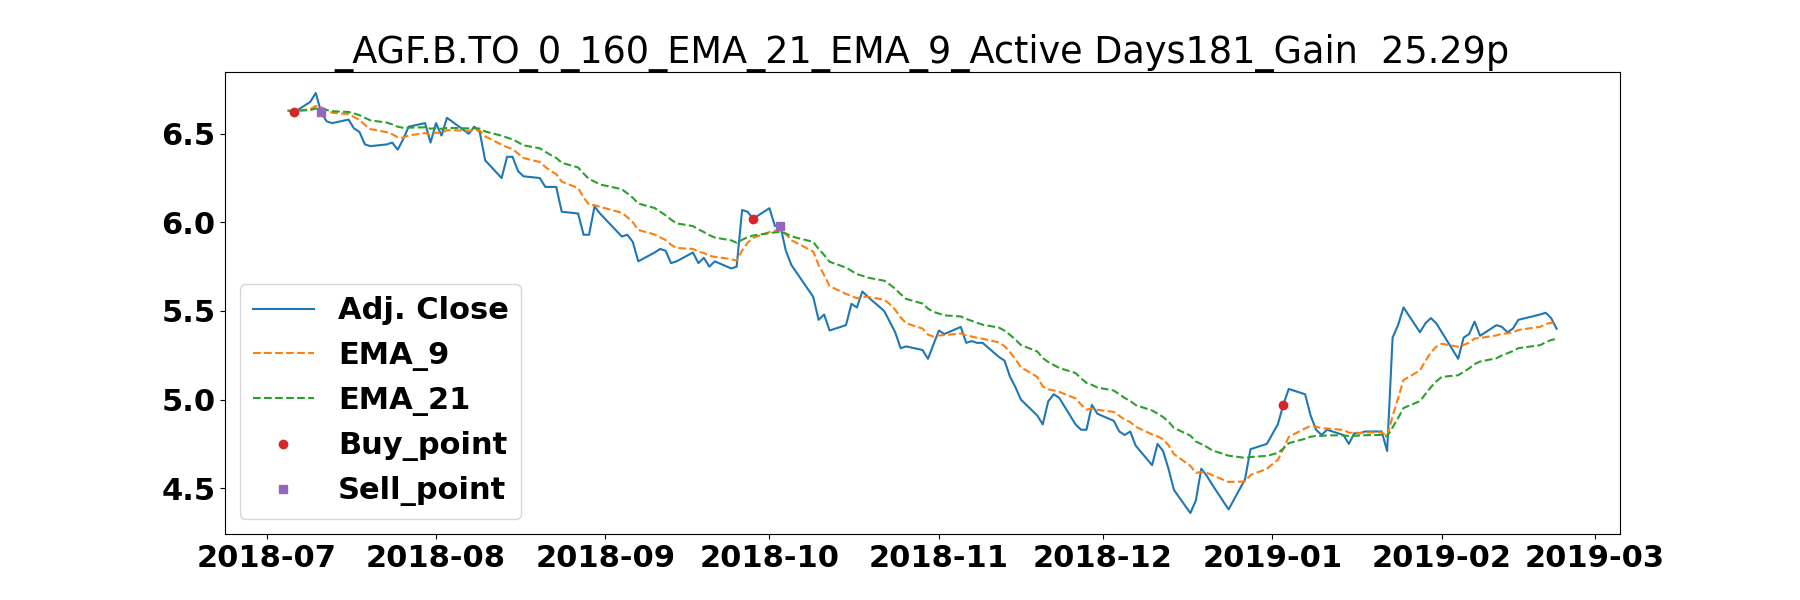 _AGF.B.TO_0_160_EMA_21_EMA_9_Active Days181_Gain  25.29p
6.5
6.0
5.5
5.0
4.5
Adj. Close
EMA_9
EMA_21
Buy_point
Sell_point
2018-07 2018-08 2018-09 2018-10 2018-11 2018-12 2019-01 2019-02 2019-03